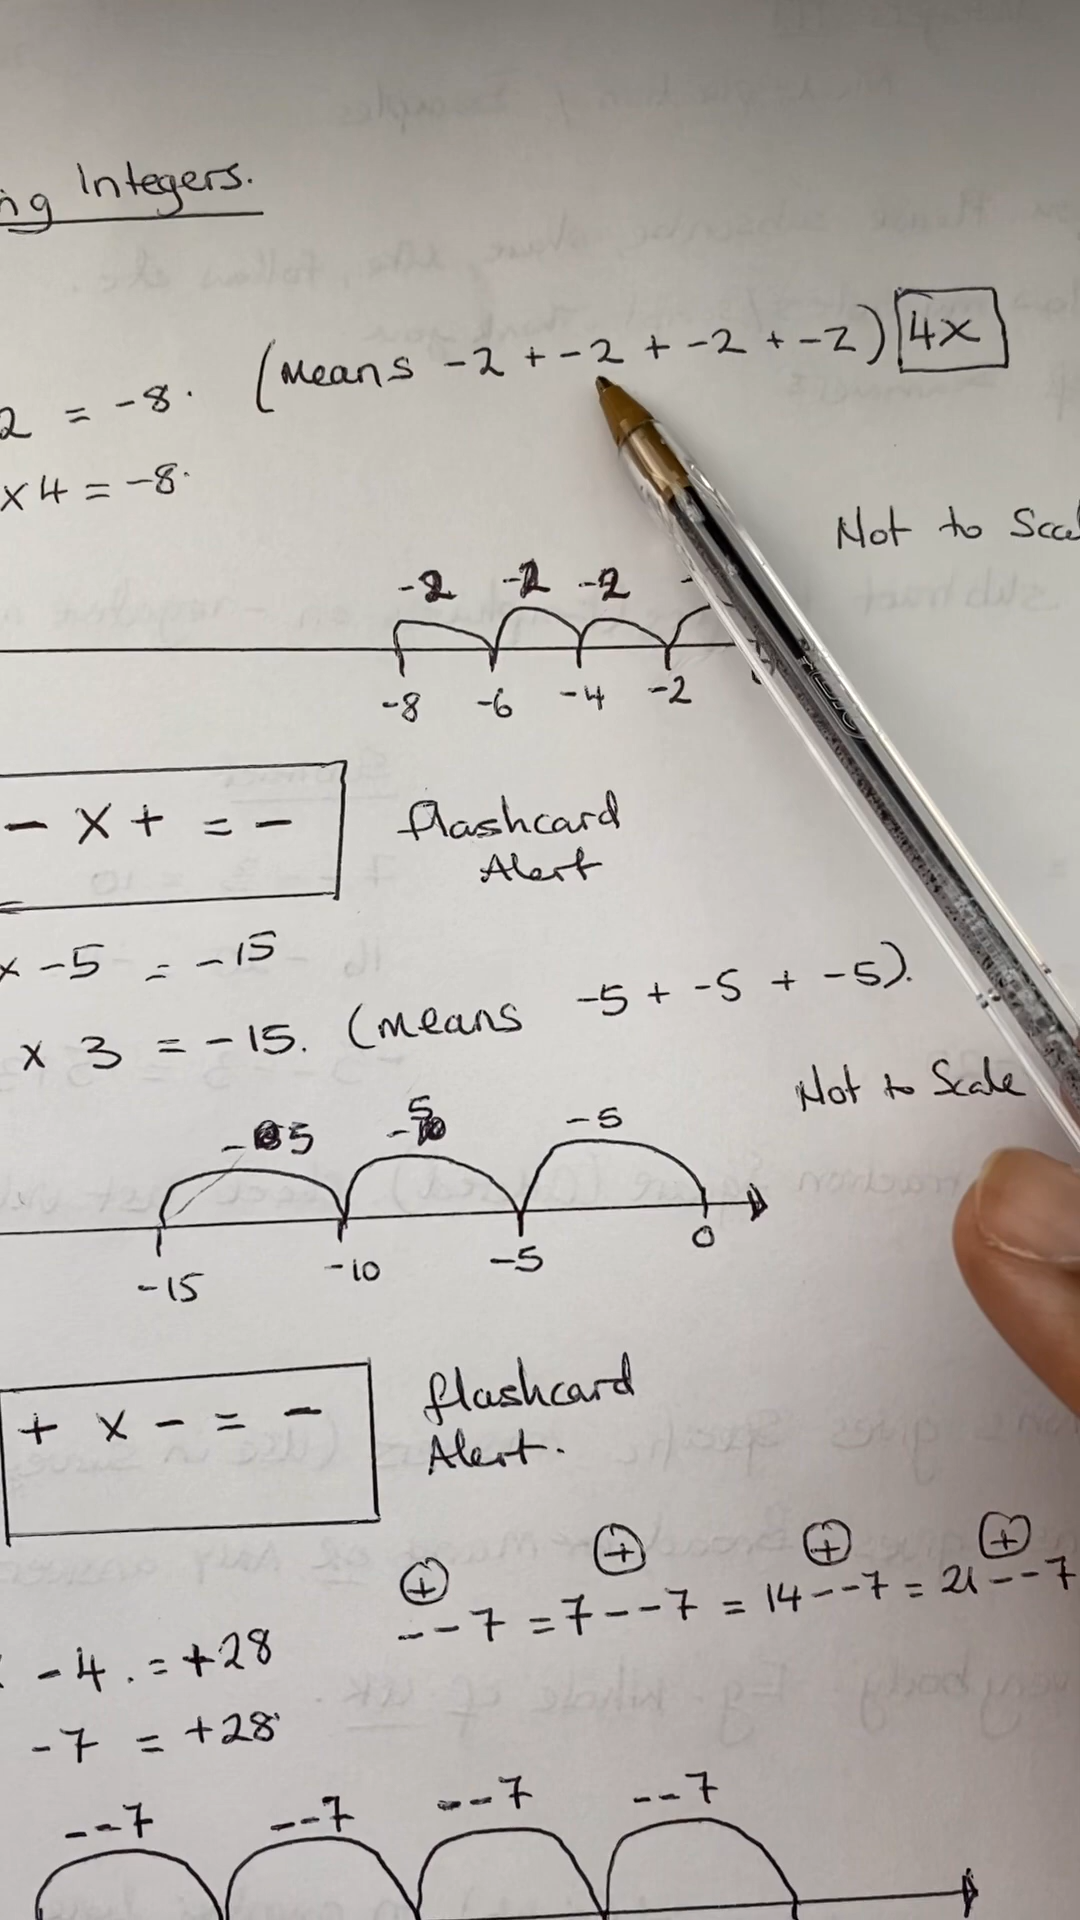 Integers.
2 = -8. (Means -2 + -2 + -2 + -2) 4x
x 4 = -8.
Not to
-2 -2 -2
-8 -6 -4 -2
- x + = - flashcard
Alert
x -5 = -15
x 3 = -15. (means -5 + -5 + -5).
Not to Scale
-5 -5 -5
-15 -10 -5 0
+ x - = - flashcard
Alert.
+ + + +
--7 = 7--7 = 14--7 = 21--7
-4. = +28
-7 = +28
--7 --7 --7 --7